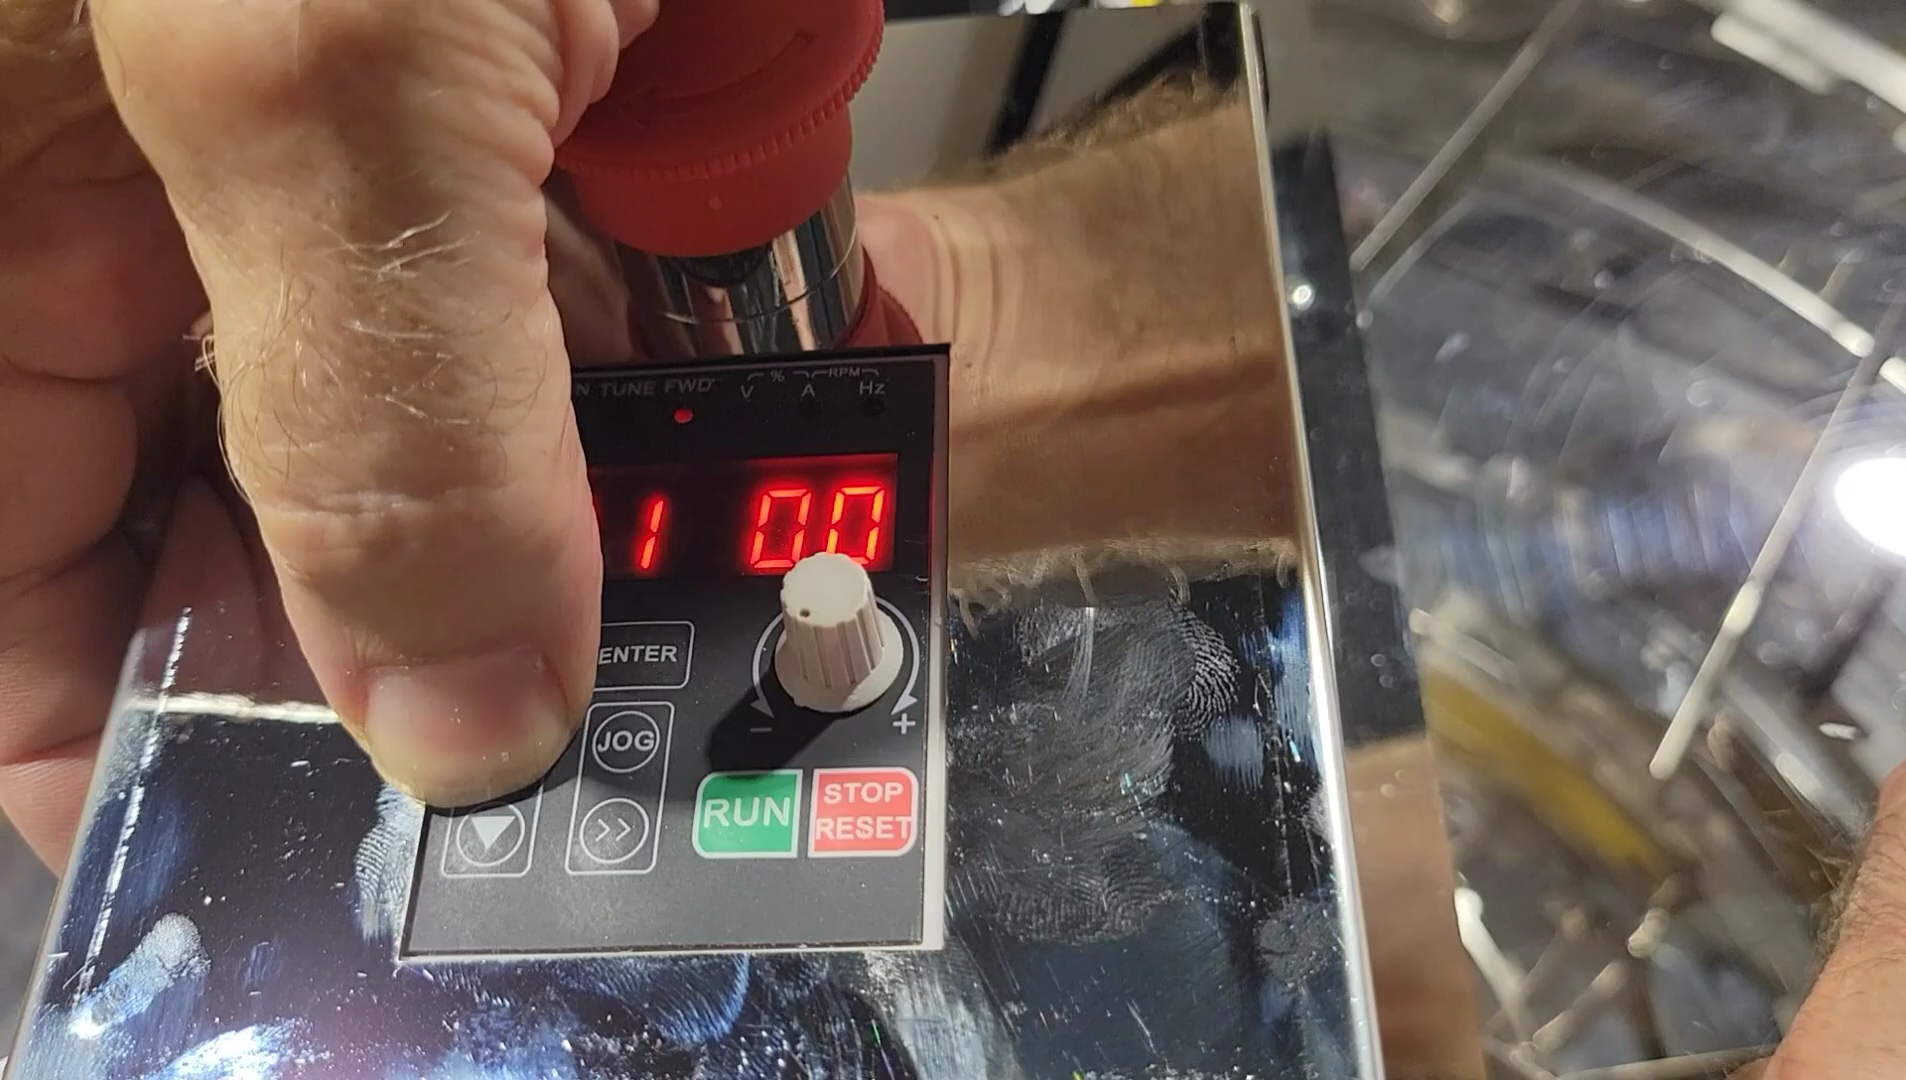 N TUNE FWD V % A RPM Hz
1 00
ENTER
JOG
− +
>>
RUN STOP RESET